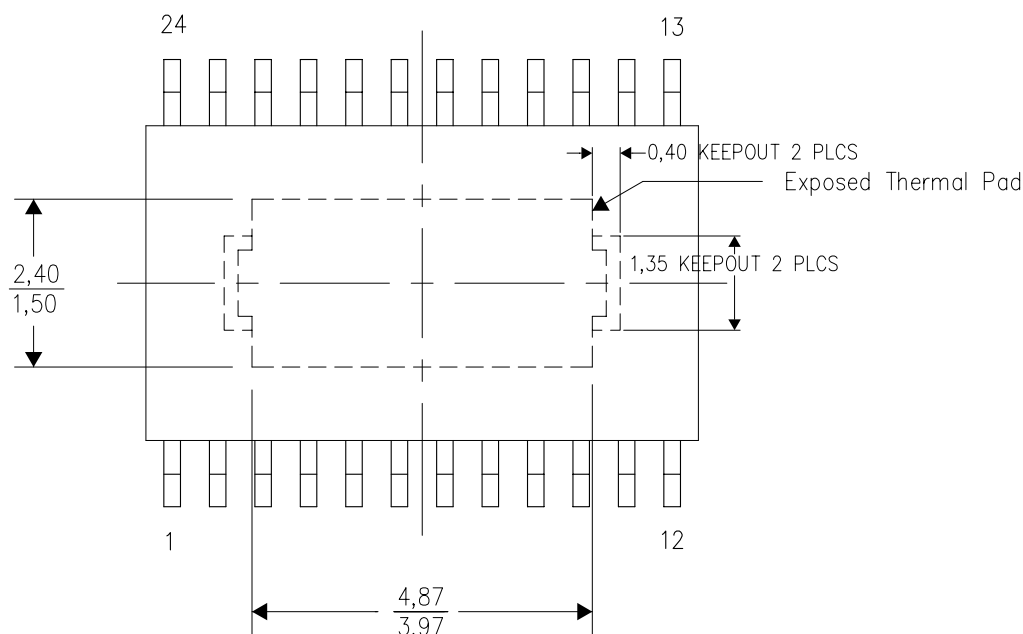 24
13
0,40 KEEPOUT 2 PLCS
Exposed Thermal Pad
1,35 KEEPOUT 2 PLCS
2,40
1,50
1
12
4,87
3,97